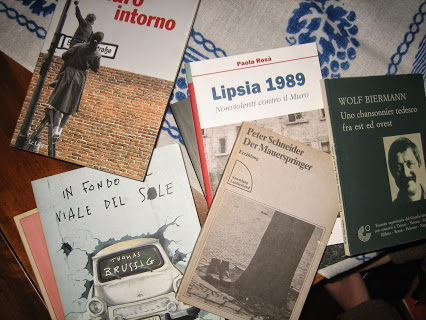 uro
intorno
Paola Rosà
Lipsia 1989
Nonviolenti contro il Muro
WOLF BIERMANN
Uno chansonnier tedesco
fra est ed ovest
Peter Schneider
Der Mauerspringer
Erzählung
IN FONDO
VIALE DEL SOLE
THOMAS
BRUSSIG